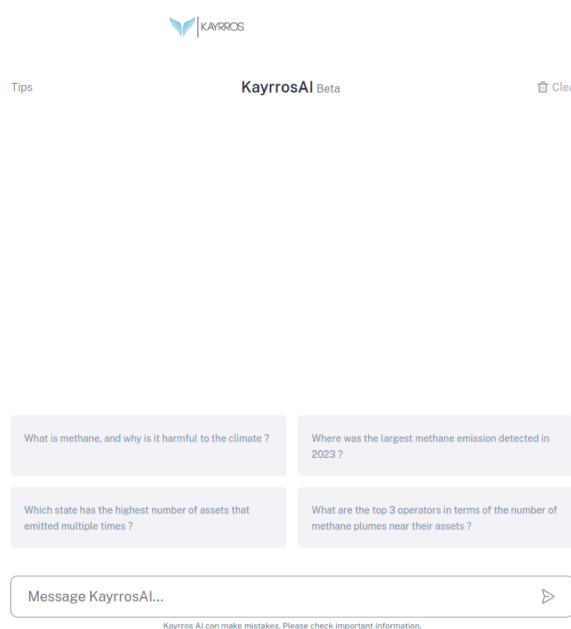 KAYRROS
Tips
KayrrosAI Beta
What is methane, and why is it harmful to the climate ?
Where was the largest methane emission detected in
2023 ?
Which state has the highest number of assets that
emitted multiple times ?
What are the top 3 operators in terms of the number of
methane plumes near their assets ?
Message KayrrosAI...
Kayrros AI can make mistakes. Please check important information.